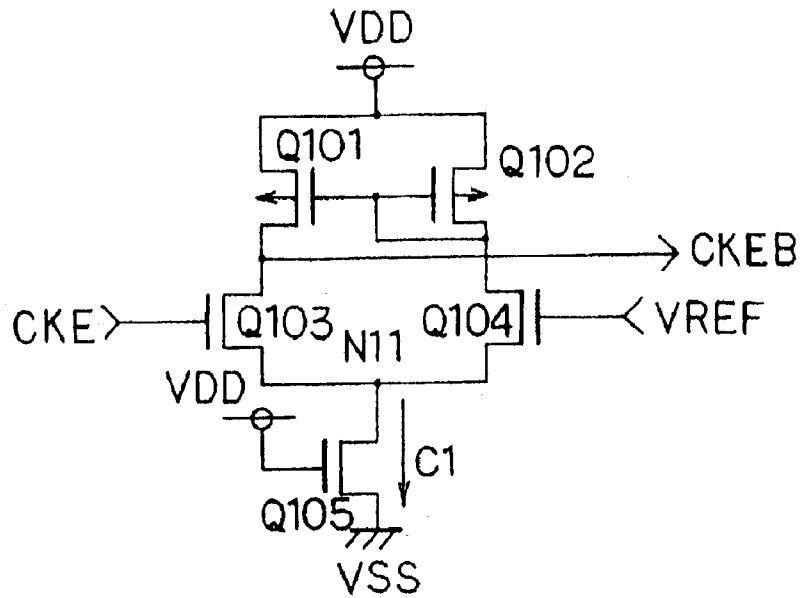 VDD
Q101
Q102
CKEB
CKE
Q103
Q104
VREF
N11
VDD
C1
Q105
VSS